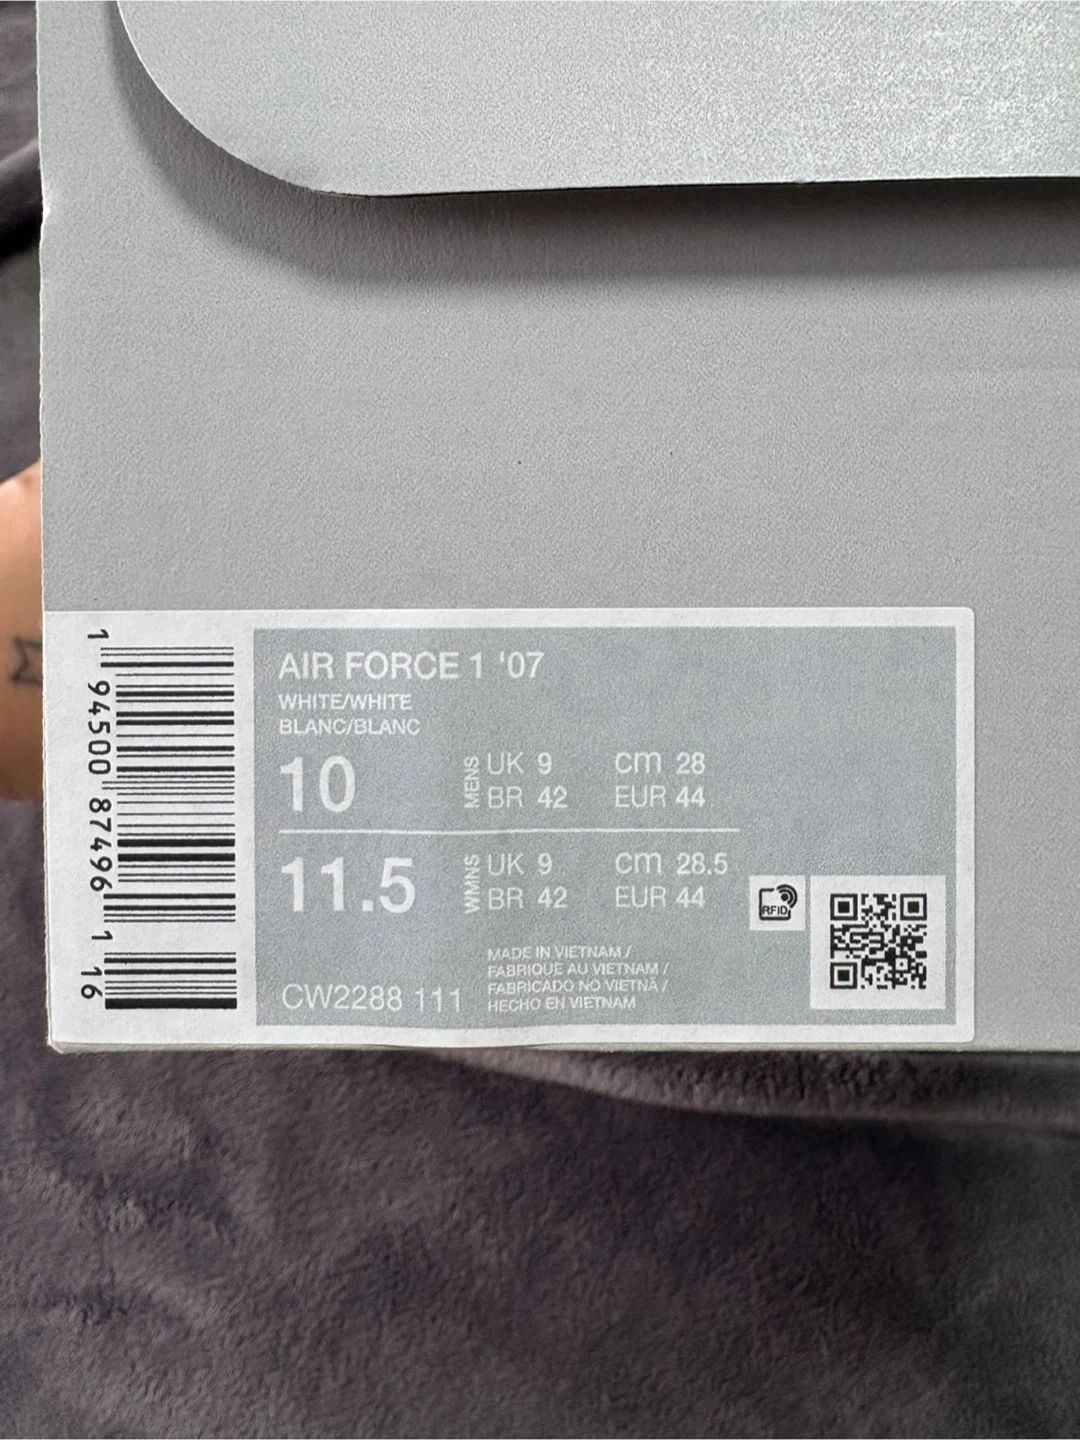 AIR FORCE 1 '07
WHITE/WHITE
BLANC/BLANC
10 MENS UK 9 cm 28
BR 42 EUR 44
11.5 WMNS UK 9 cm 28.5
BR 42 EUR 44
RFID
CW2288 111
MADE IN VIETNAM /
FABRIQUE AU VIETNAM /
FABRICADO NO VIETNÃ /
HECHO EN VIETNAM
1 94500 87496 1 16